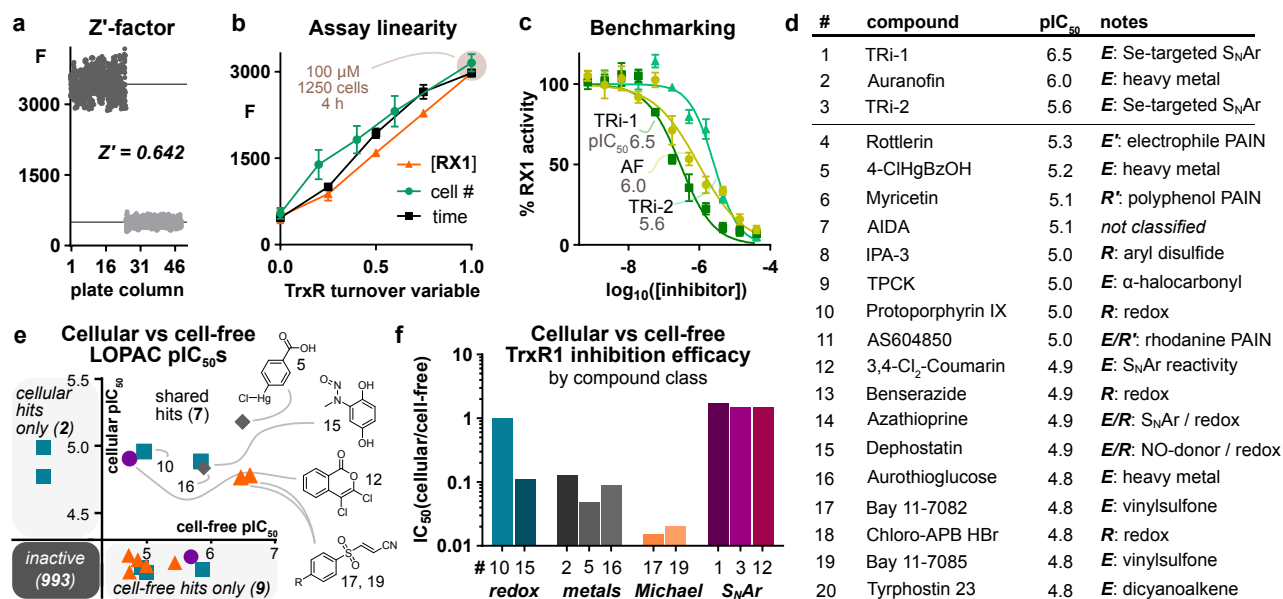 a
Z'-factor
F
3000
1500
0
Z' = 0.642
1
16
31
46
plate column
b
Assay linearity
3000
F
1500
0
100 µM
1250 cells
4 h
[RX1]
cell #
time
0.0
0.5
1.0
TrxR turnover variable
c
Benchmarking
% RX1 activity
100
50
0
TRi-1
pIC50 6.5
AF
6.0
TRi-2
5.6
-8
-6
-4
log10([inhibitor])
d
# compound pIC50 notes
1 TRi-1 6.5 E: Se-targeted SNAr
2 Auranofin 6.0 E: heavy metal
3 TRi-2 5.6 E: Se-targeted SNAr
4 Rottlerin 5.3 E': electrophile PAIN
5 4-ClHgBzOH 5.2 E: heavy metal
6 Myricetin 5.1 R': polyphenol PAIN
7 AIDA 5.1 not classified
8 IPA-3 5.0 R: aryl disulfide
9 TPCK 5.0 E: α-halocarbonyl
10 Protoporphyrin IX 5.0 R: redox
11 AS604850 5.0 E/R': rhodanine PAIN
12 3,4-Cl2-Coumarin 4.9 E: SNAr reactivity
13 Benserazide 4.9 R: redox
14 Azathioprine 4.9 E/R: SNAr / redox
15 Dephostatin 4.9 E/R: NO-donor / redox
16 Aurothioglucose 4.8 E: heavy metal
17 Bay 11-7082 4.8 E: vinylsulfone
18 Chloro-APB HBr 4.8 R: redox
19 Bay 11-7085 4.8 E: vinylsulfone
20 Tyrphostin 23 4.8 E: dicyanoalkene
e
Cellular vs cell-free
LOPAC pIC50s
cellular
hits
only (2)
5.5
5.0
4.5
cellular pIC50
shared
hits (7)
10
16
5
15
12
17, 19
O
OH
Cl-Hg
O
N
N
OH
OH
O
O
Cl
Cl
O
O
S
CN
R
cell-free pIC50
5
6
7
inactive
(993)
cell-free hits only (9)
f
Cellular vs cell-free
TrxR1 inhibition efficacy
by compound class
IC50(cellular/cell-free)
10
1
0.1
0.01
# 10 15 2 5 16 17 19 1 3 12
redox metals Michael SNAr